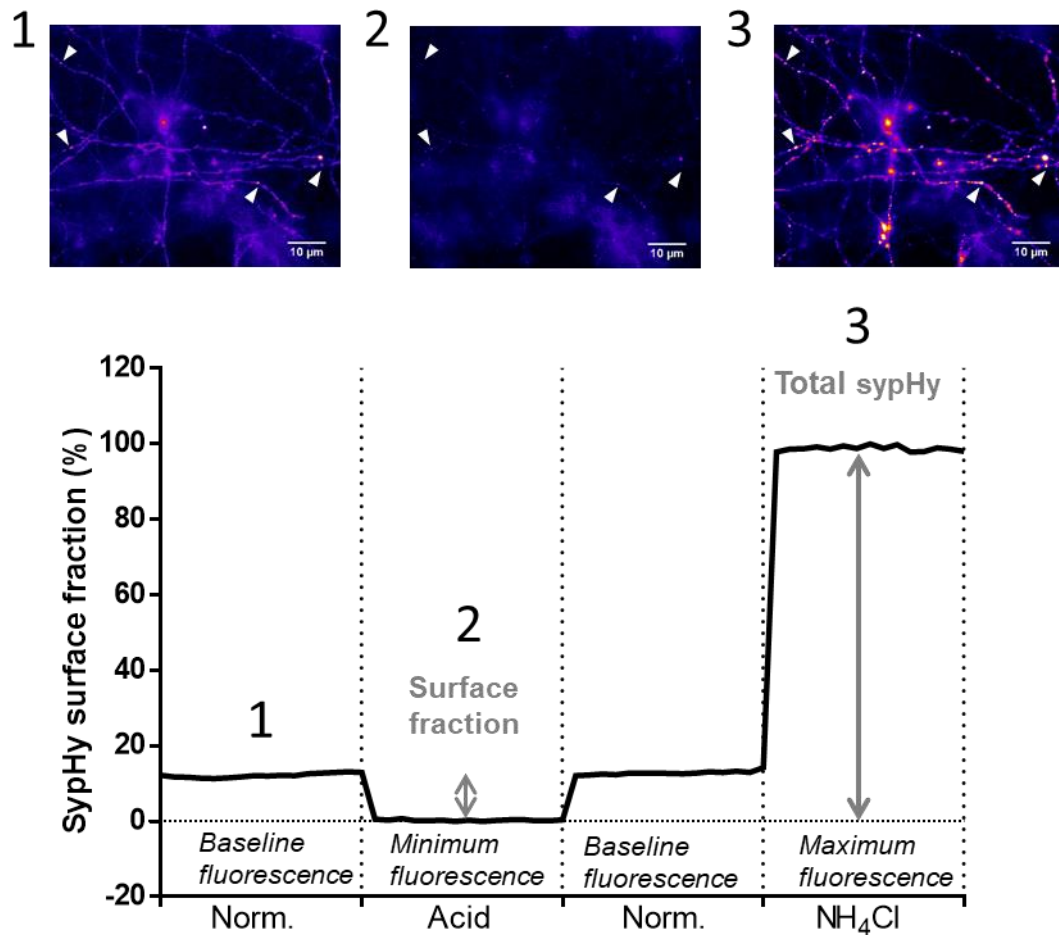 1
2
3
10 µm
10 µm
10 µm
3
Total sypHy
SypHy surface fraction (%)
120
100
80
60
40
20
0
-20
2
Surface
fraction
1
Baseline
fluorescence
Minimum
fluorescence
Baseline
fluorescence
Maximum
fluorescence
Norm.
Acid
Norm.
NH₄Cl